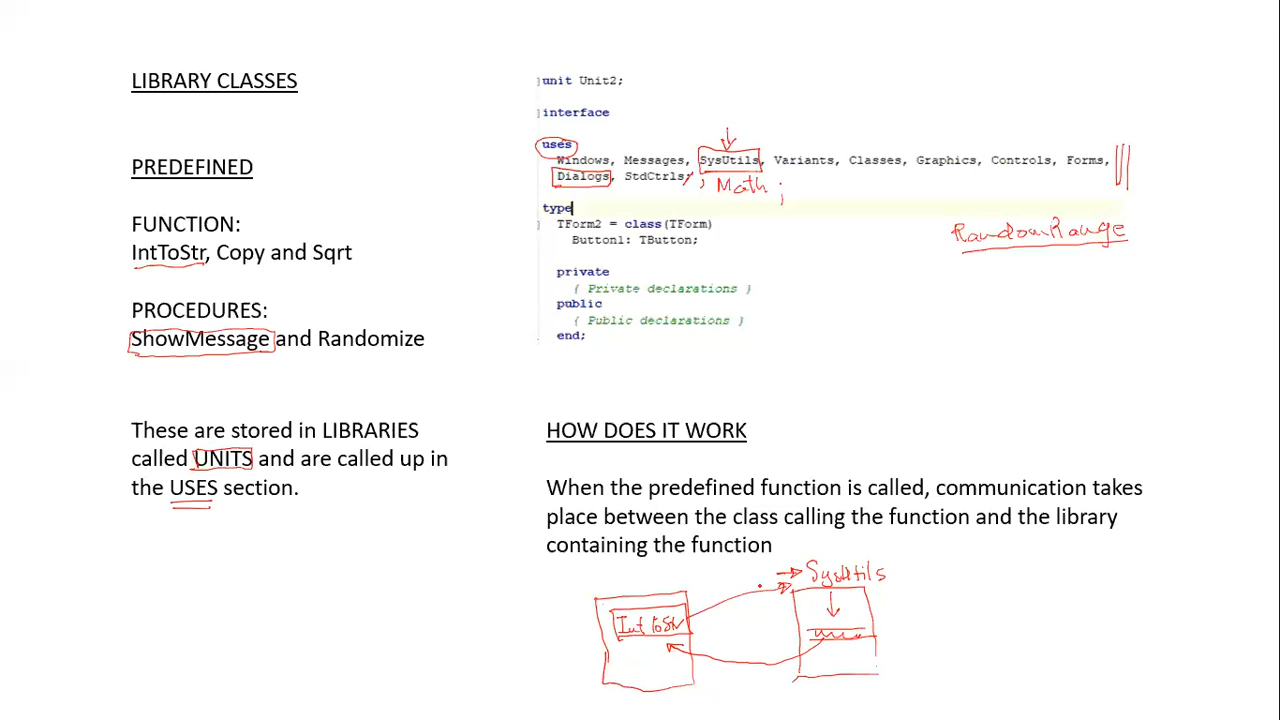 LIBRARY CLASSES
PREDEFINED
FUNCTION:
IntToStr, Copy and Sqrt
PROCEDURES:
ShowMessage and Randomize
These are stored in LIBRARIES
called UNITS and are called up in
the USES section.
unit Unit2;
interface
uses
Windows, Messages, SysUtils, Variants, Classes, Graphics, Controls, Forms,
Dialogs, StdCtrls; , Math ;
type
TForm2 = class(TForm)
Button1: TButton;
private
{ Private declarations }
public
{ Public declarations }
end;
RandomRange
HOW DOES IT WORK
When the predefined function is called, communication takes
place between the class calling the function and the library
containing the function
SysUtils
IntToStr